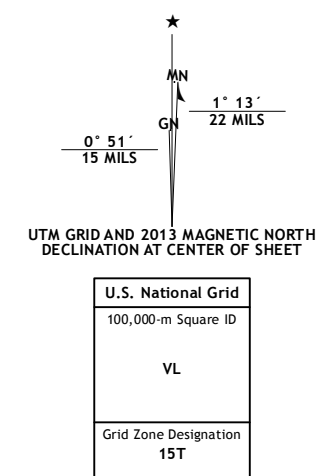 MN
1° 13´
22 MILS
GN
0° 51´
15 MILS
UTM GRID AND 2013 MAGNETIC NORTH
DECLINATION AT CENTER OF SHEET
U.S. National Grid
100,000-m Square ID
VL
Grid Zone Designation
15T